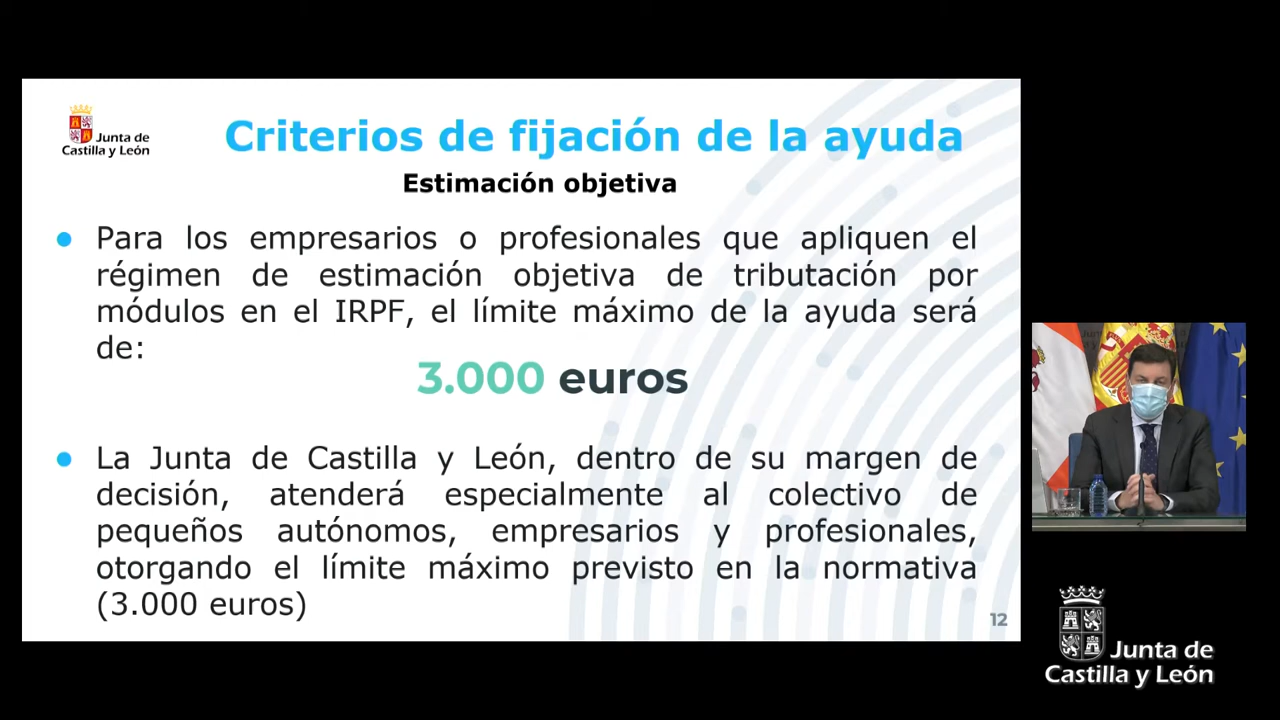 Junta de
Castilla y León
Criterios de fijación de la ayuda
Estimación objetiva
● Para los empresarios o profesionales que apliquen el
régimen de estimación objetiva de tributación por
módulos en el IRPF, el límite máximo de la ayuda será
de:
3.000 euros
● La Junta de Castilla y León, dentro de su margen de
decisión, atenderá especialmente al colectivo de
pequeños autónomos, empresarios y profesionales,
otorgando el límite máximo previsto en la normativa
(3.000 euros)
12
Junta de
Castilla y León